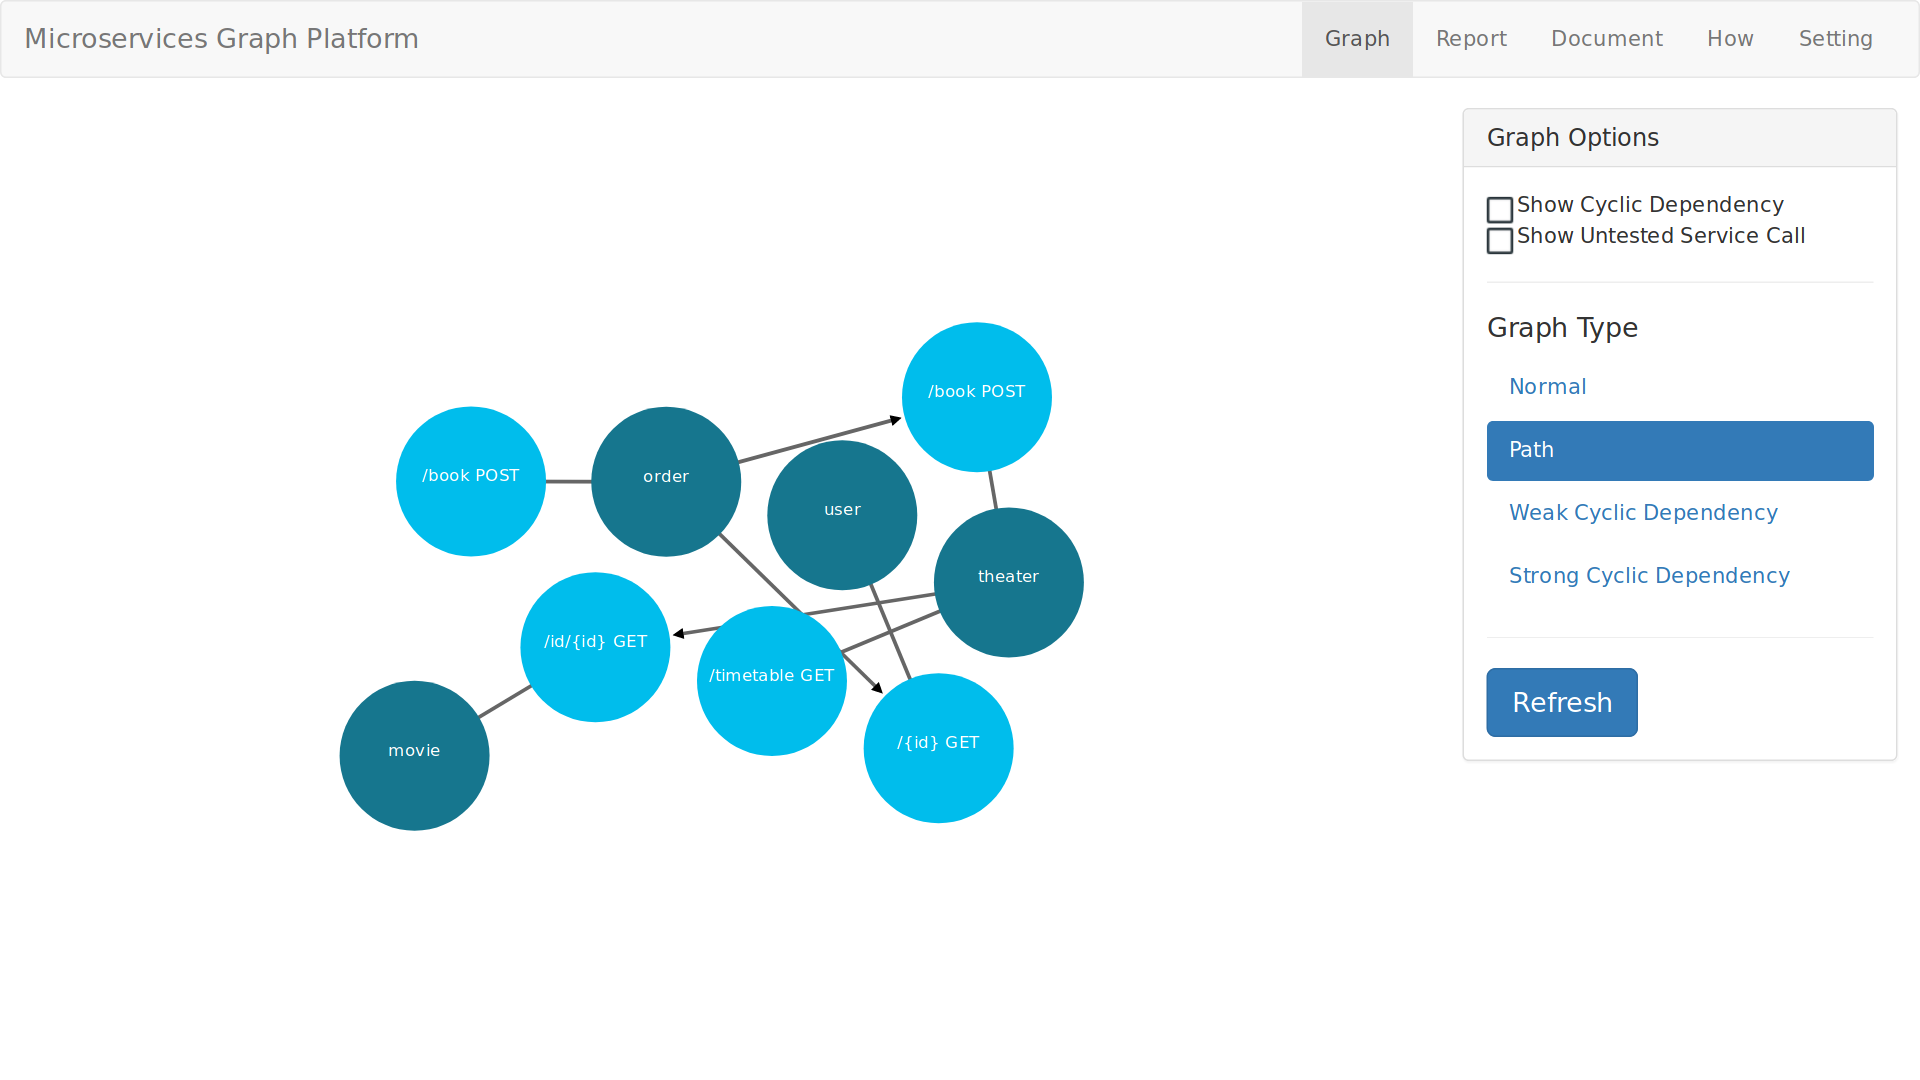 Microservices Graph Platform
Graph
Report
Document
How
Setting
Graph Options
Show Cyclic Dependency
Show Untested Service Call
Graph Type
Normal
Path
Weak Cyclic Dependency
Strong Cyclic Dependency
Refresh
/book POST
/book POST
order
user
theater
/id/{id} GET
/timetable GET
/{id} GET
movie